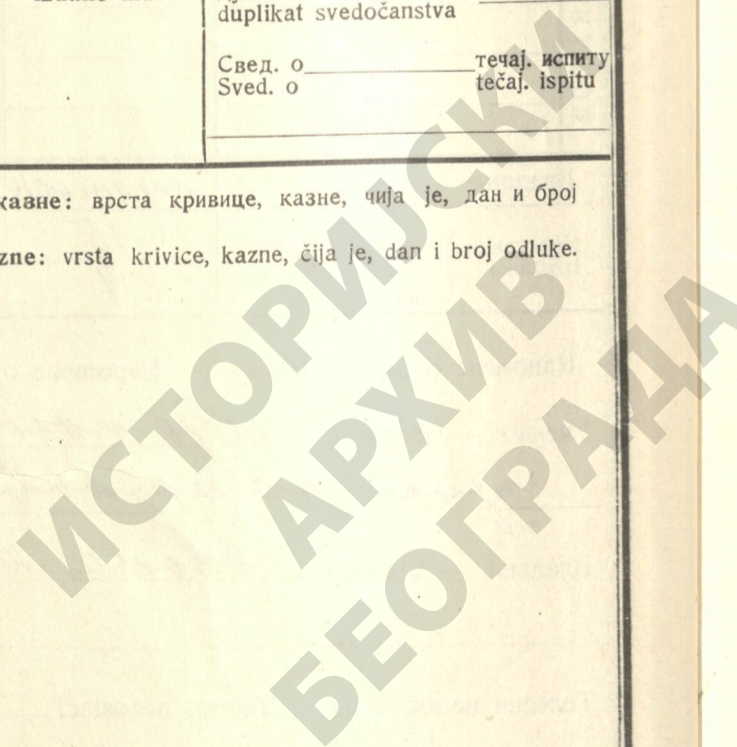 duplikat svedočanstva
Свед. о течај. испиту
Sved. o tečaj. ispitu
казне: врста кривице, казне, чија је, дан и број
zne: vrsta krivice, kazne, čija je, dan i broj odluke.
ИСТОРИЈСКИ
АРХИВ
БЕОГРАДА